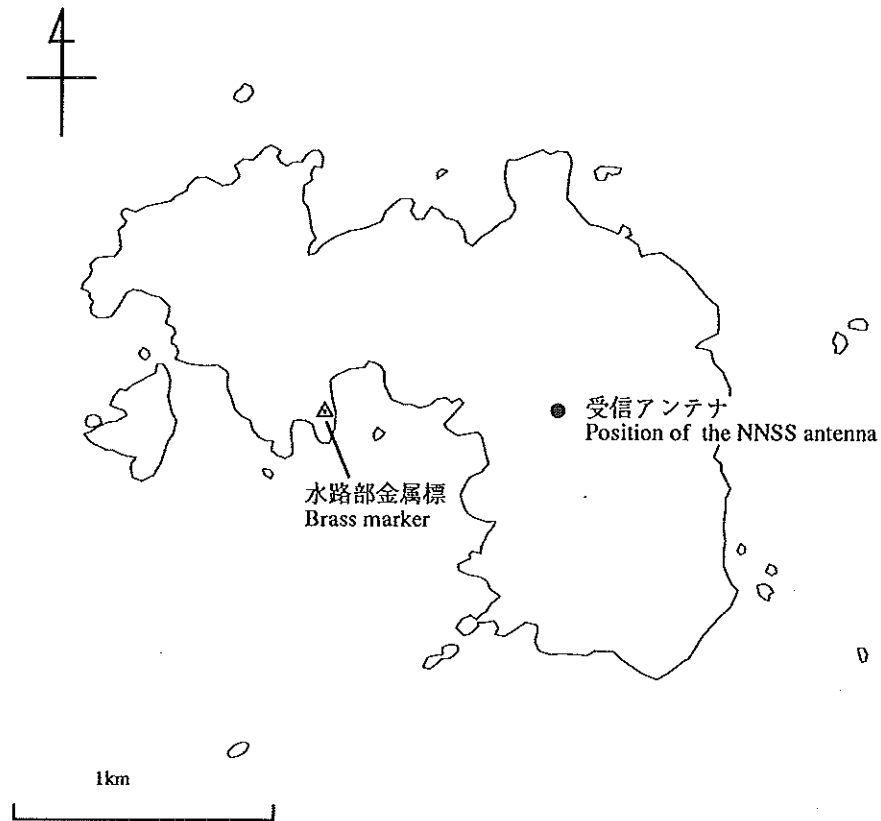 受信アンテナ
Position of the NNSS antenna
水路部金属標
Brass marker
1km